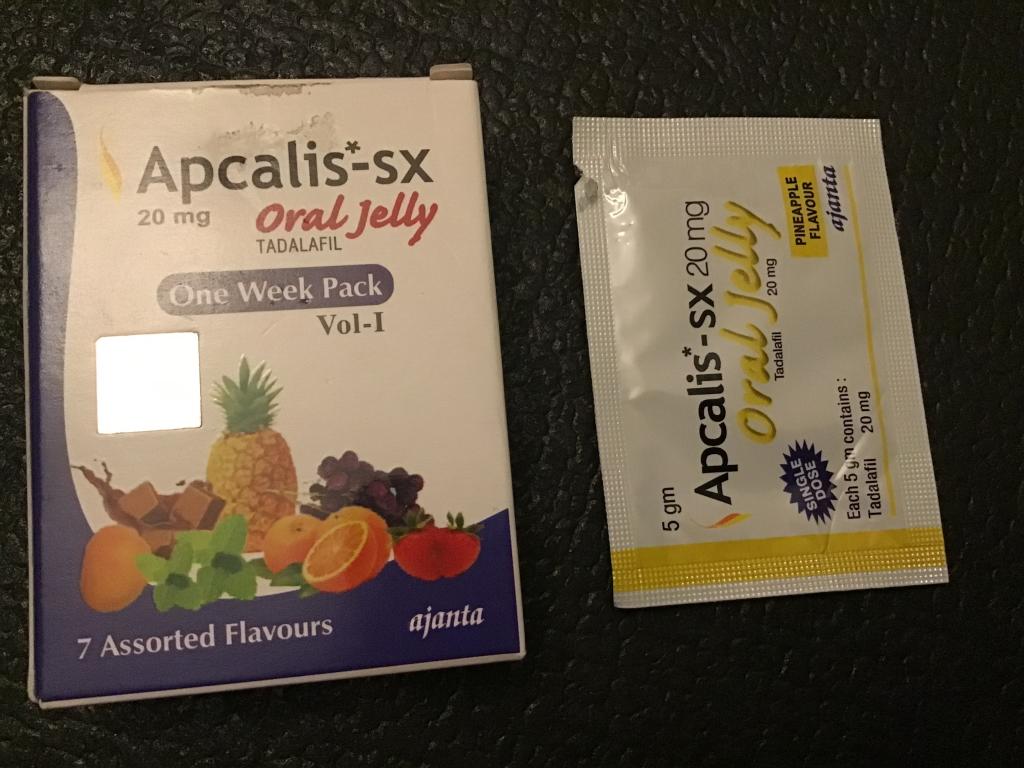 Apcalis*-sx
20 mg
Oral Jelly
TADALAFIL
One Week Pack
Vol-I
7 Assorted Flavours
ajanta
5 gm
Apcalis*-sx 20 mg
Oral Jelly
Tadalafil 20 mg
SINGLE
DOSE
PINEAPPLE
FLAVOUR
Each 5 gm contains :
Tadalafil 20 mg
ajanta